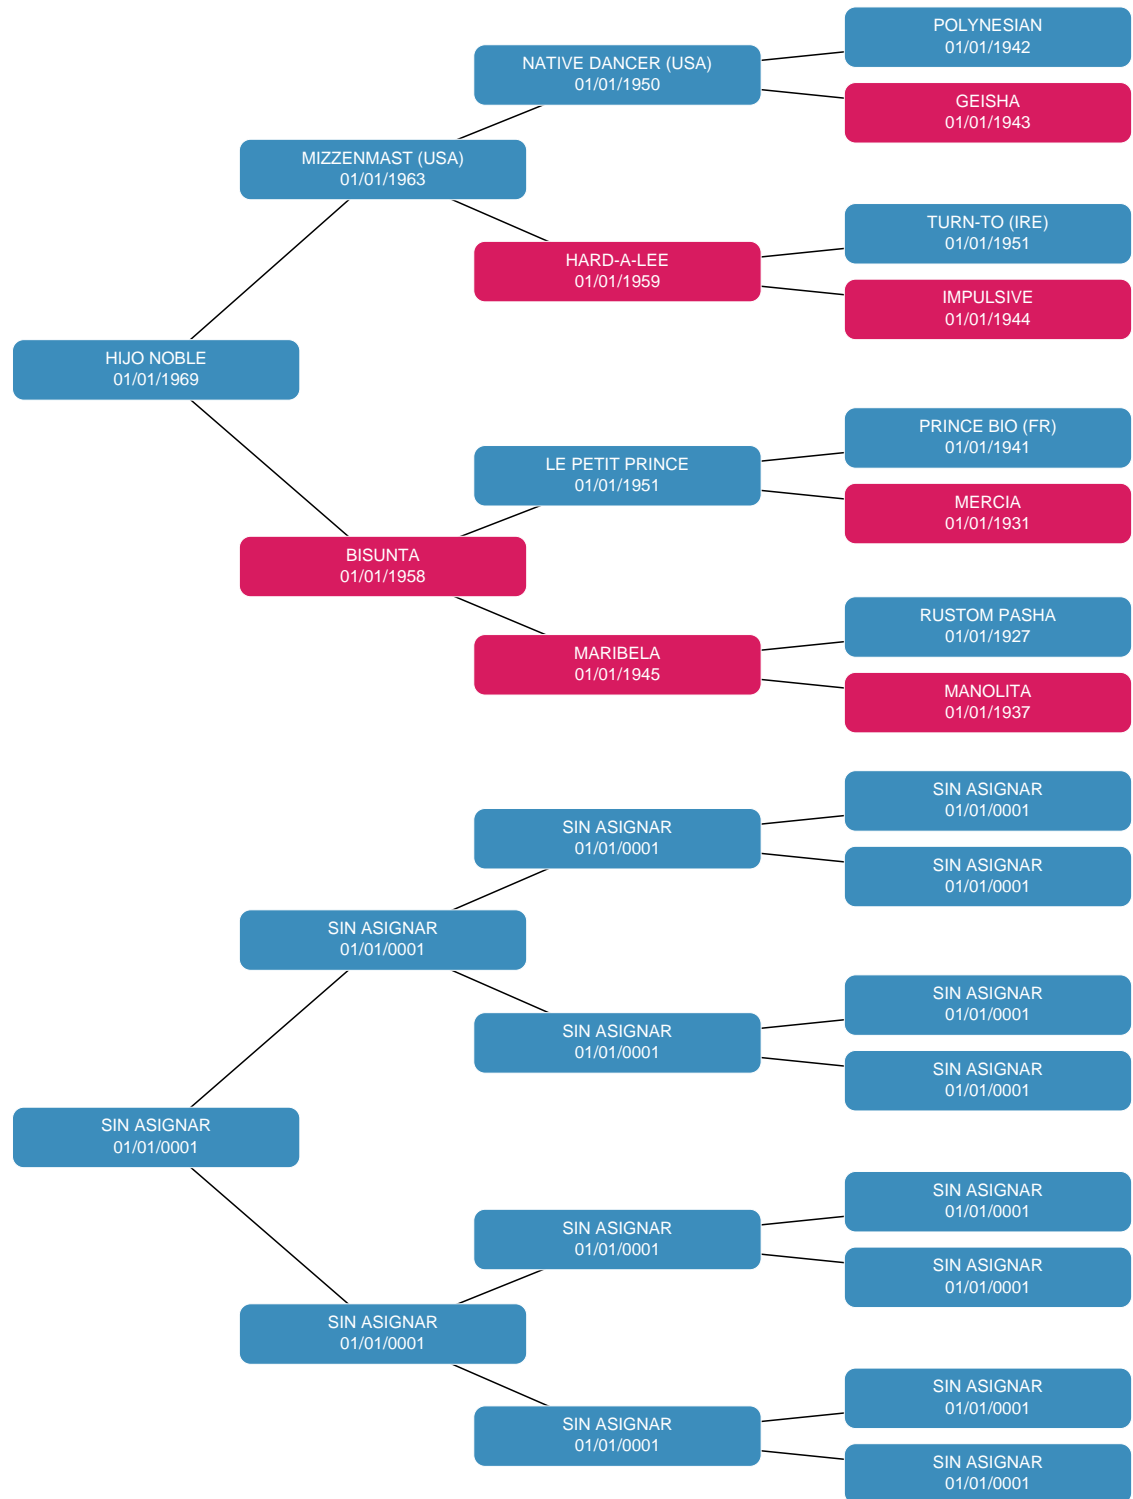 POLYNESIAN
01/01/1942
NATIVE DANCER (USA)
01/01/1950
GEISHA
01/01/1943
MIZZENMAST (USA)
01/01/1963
TURN-TO (IRE)
01/01/1951
HARD-A-LEE
01/01/1959
IMPULSIVE
01/01/1944
HIJO NOBLE
01/01/1969
PRINCE BIO (FR)
01/01/1941
LE PETIT PRINCE
01/01/1951
MERCIA
01/01/1931
BISUNTA
01/01/1958
RUSTOM PASHA
01/01/1927
MARIBELA
01/01/1945
MANOLITA
01/01/1937
SIN ASIGNAR
01/01/0001
SIN ASIGNAR
01/01/0001
SIN ASIGNAR
01/01/0001
SIN ASIGNAR
01/01/0001
SIN ASIGNAR
01/01/0001
SIN ASIGNAR
01/01/0001
SIN ASIGNAR
01/01/0001
SIN ASIGNAR
01/01/0001
SIN ASIGNAR
01/01/0001
SIN ASIGNAR
01/01/0001
SIN ASIGNAR
01/01/0001
SIN ASIGNAR
01/01/0001
SIN ASIGNAR
01/01/0001
SIN ASIGNAR
01/01/0001
SIN ASIGNAR
01/01/0001